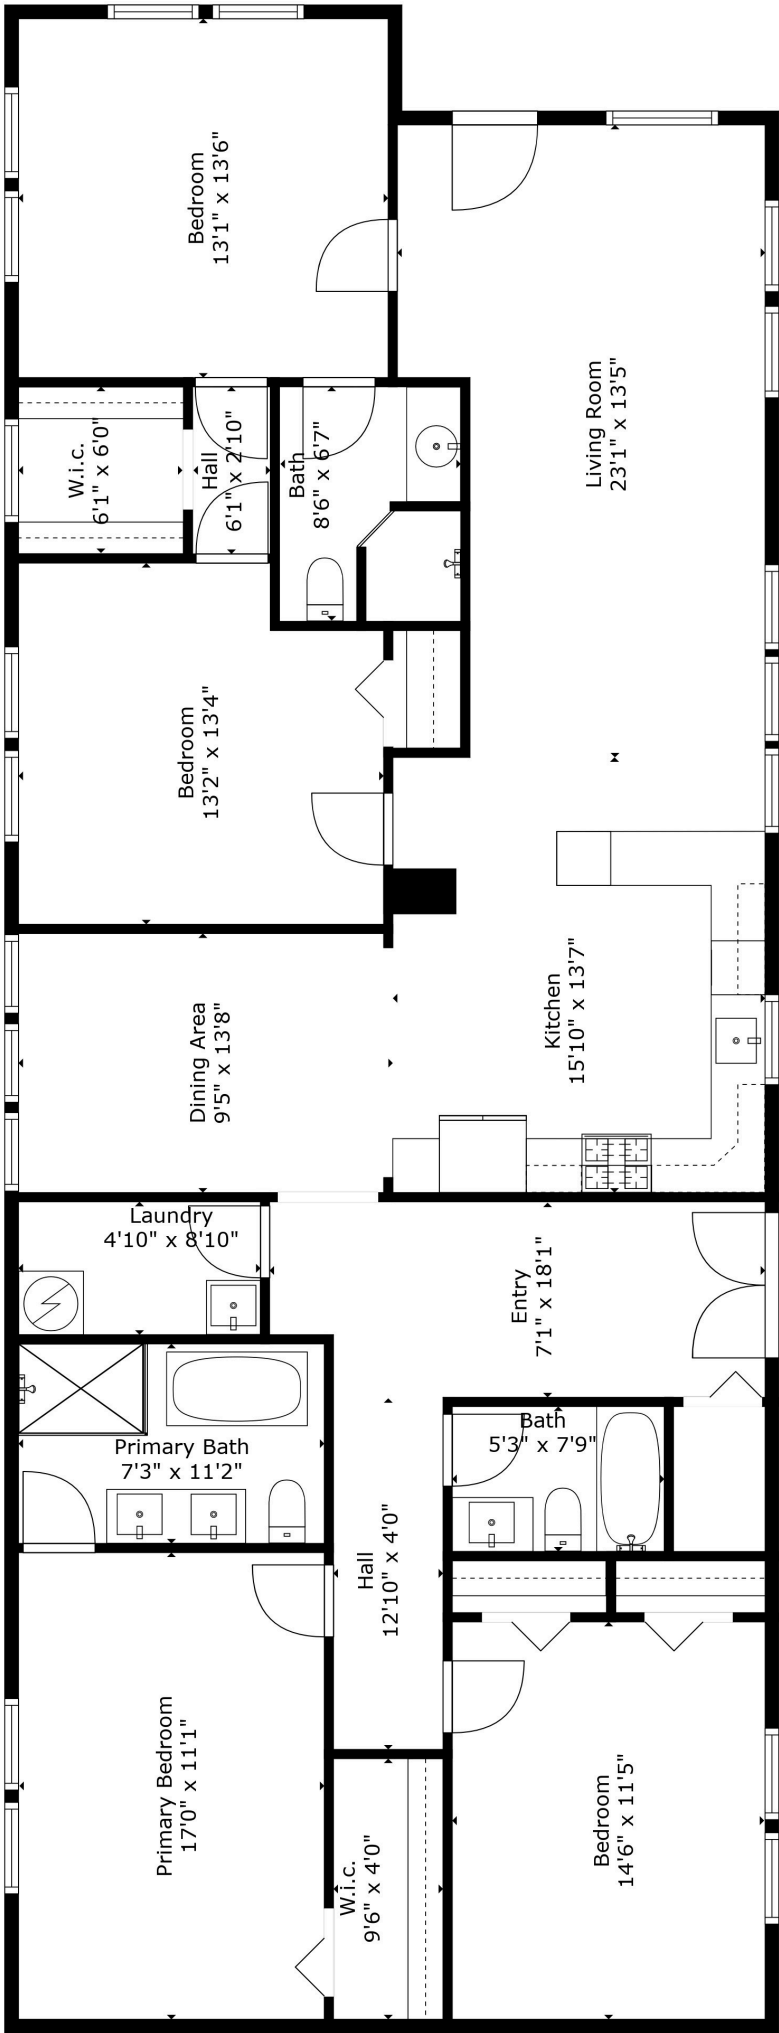 Bedroom
13'1" x 13'6"
Living Room
23'1" x 13'5"
W.i.c.
6'1" x 6'0"
Hall
6'1" x 2'10"
Bath
8'6" x 6'7"
Bedroom
13'2" x 13'4"
Dining Area
9'5" x 13'8"
Kitchen
15'10" x 13'7"
Laundry
4'10" x 8'10"
Entry
7'1" x 18'1"
Primary Bath
7'3" x 11'2"
Bath
5'3" x 7'9"
Hall
12'10" x 4'0"
Primary Bedroom
17'0" x 11'1"
W.i.c.
9'6" x 4'0"
Bedroom
14'6" x 11'5"